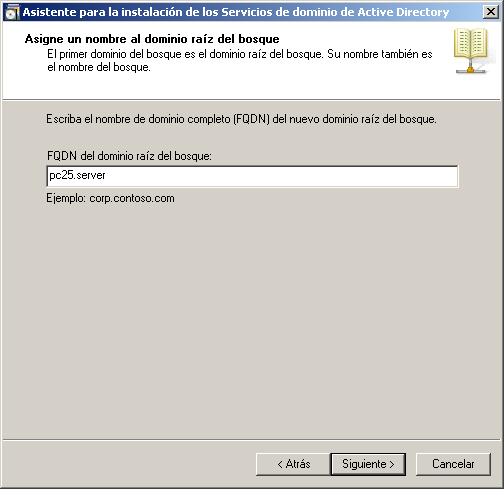 Asistente para la instalación de los Servicios de dominio de Active Directory
Asigne un nombre al dominio raíz del bosque
El primer dominio del bosque es el dominio raíz del bosque. Su nombre también es
el nombre del bosque.
Escriba el nombre de dominio completo (FQDN) del nuevo dominio raíz del bosque.
FQDN del dominio raíz del bosque:
pc25.server
Ejemplo: corp.contoso.com
< Atrás
Siguiente >
Cancelar